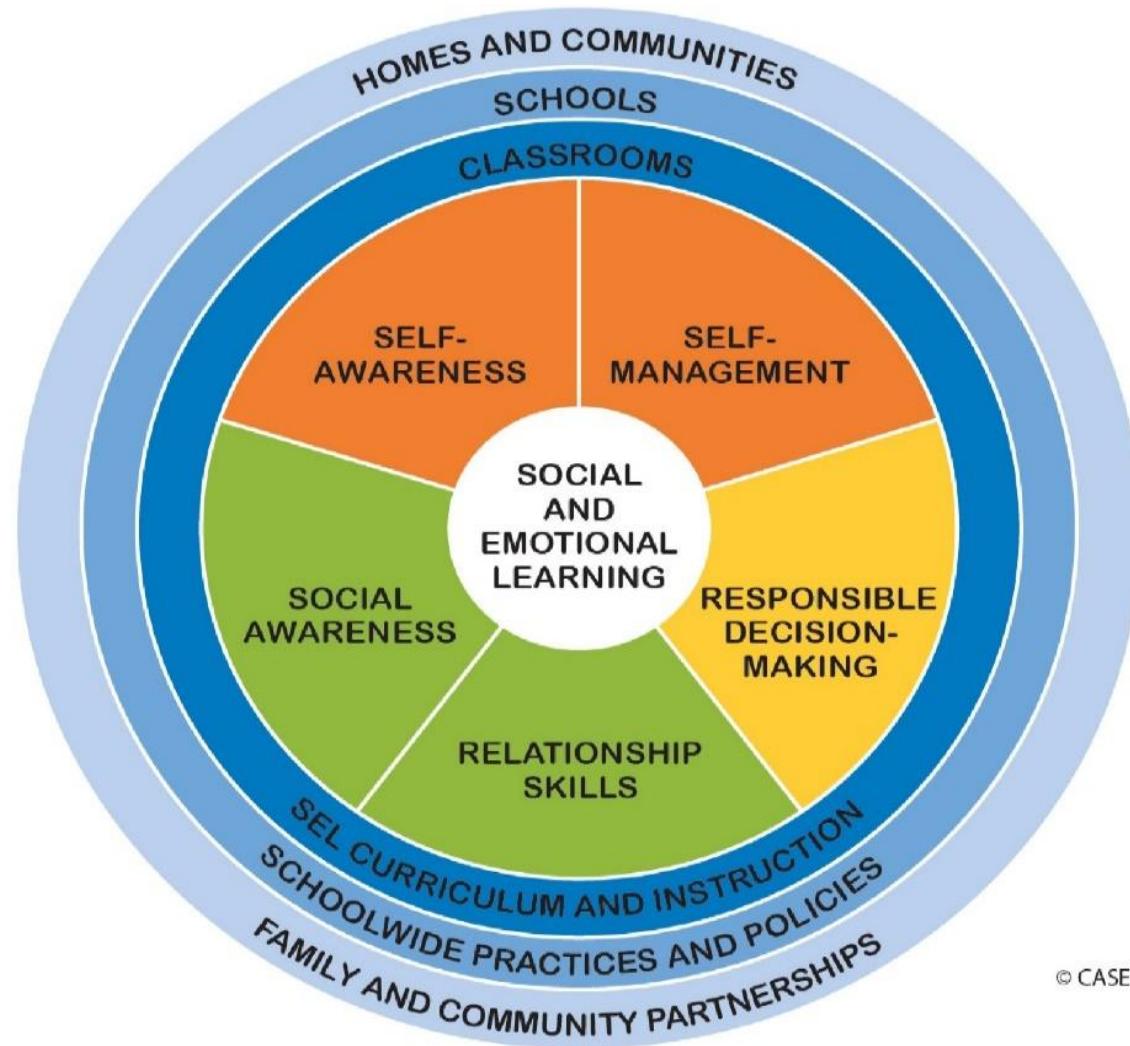 HOMES AND COMMUNITIES
SCHOOLS
CLASSROOMS
SELF-
AWARENESS
SELF-
MANAGEMENT
SOCIAL
AND
EMOTIONAL
LEARNING
SOCIAL
AWARENESS
RESPONSIBLE
DECISION-
MAKING
RELATIONSHIP
SKILLS
SEL CURRICULUM AND INSTRUCTION
SCHOOLWIDE PRACTICES AND POLICIES
FAMILY AND COMMUNITY PARTNERSHIPS
© CASE